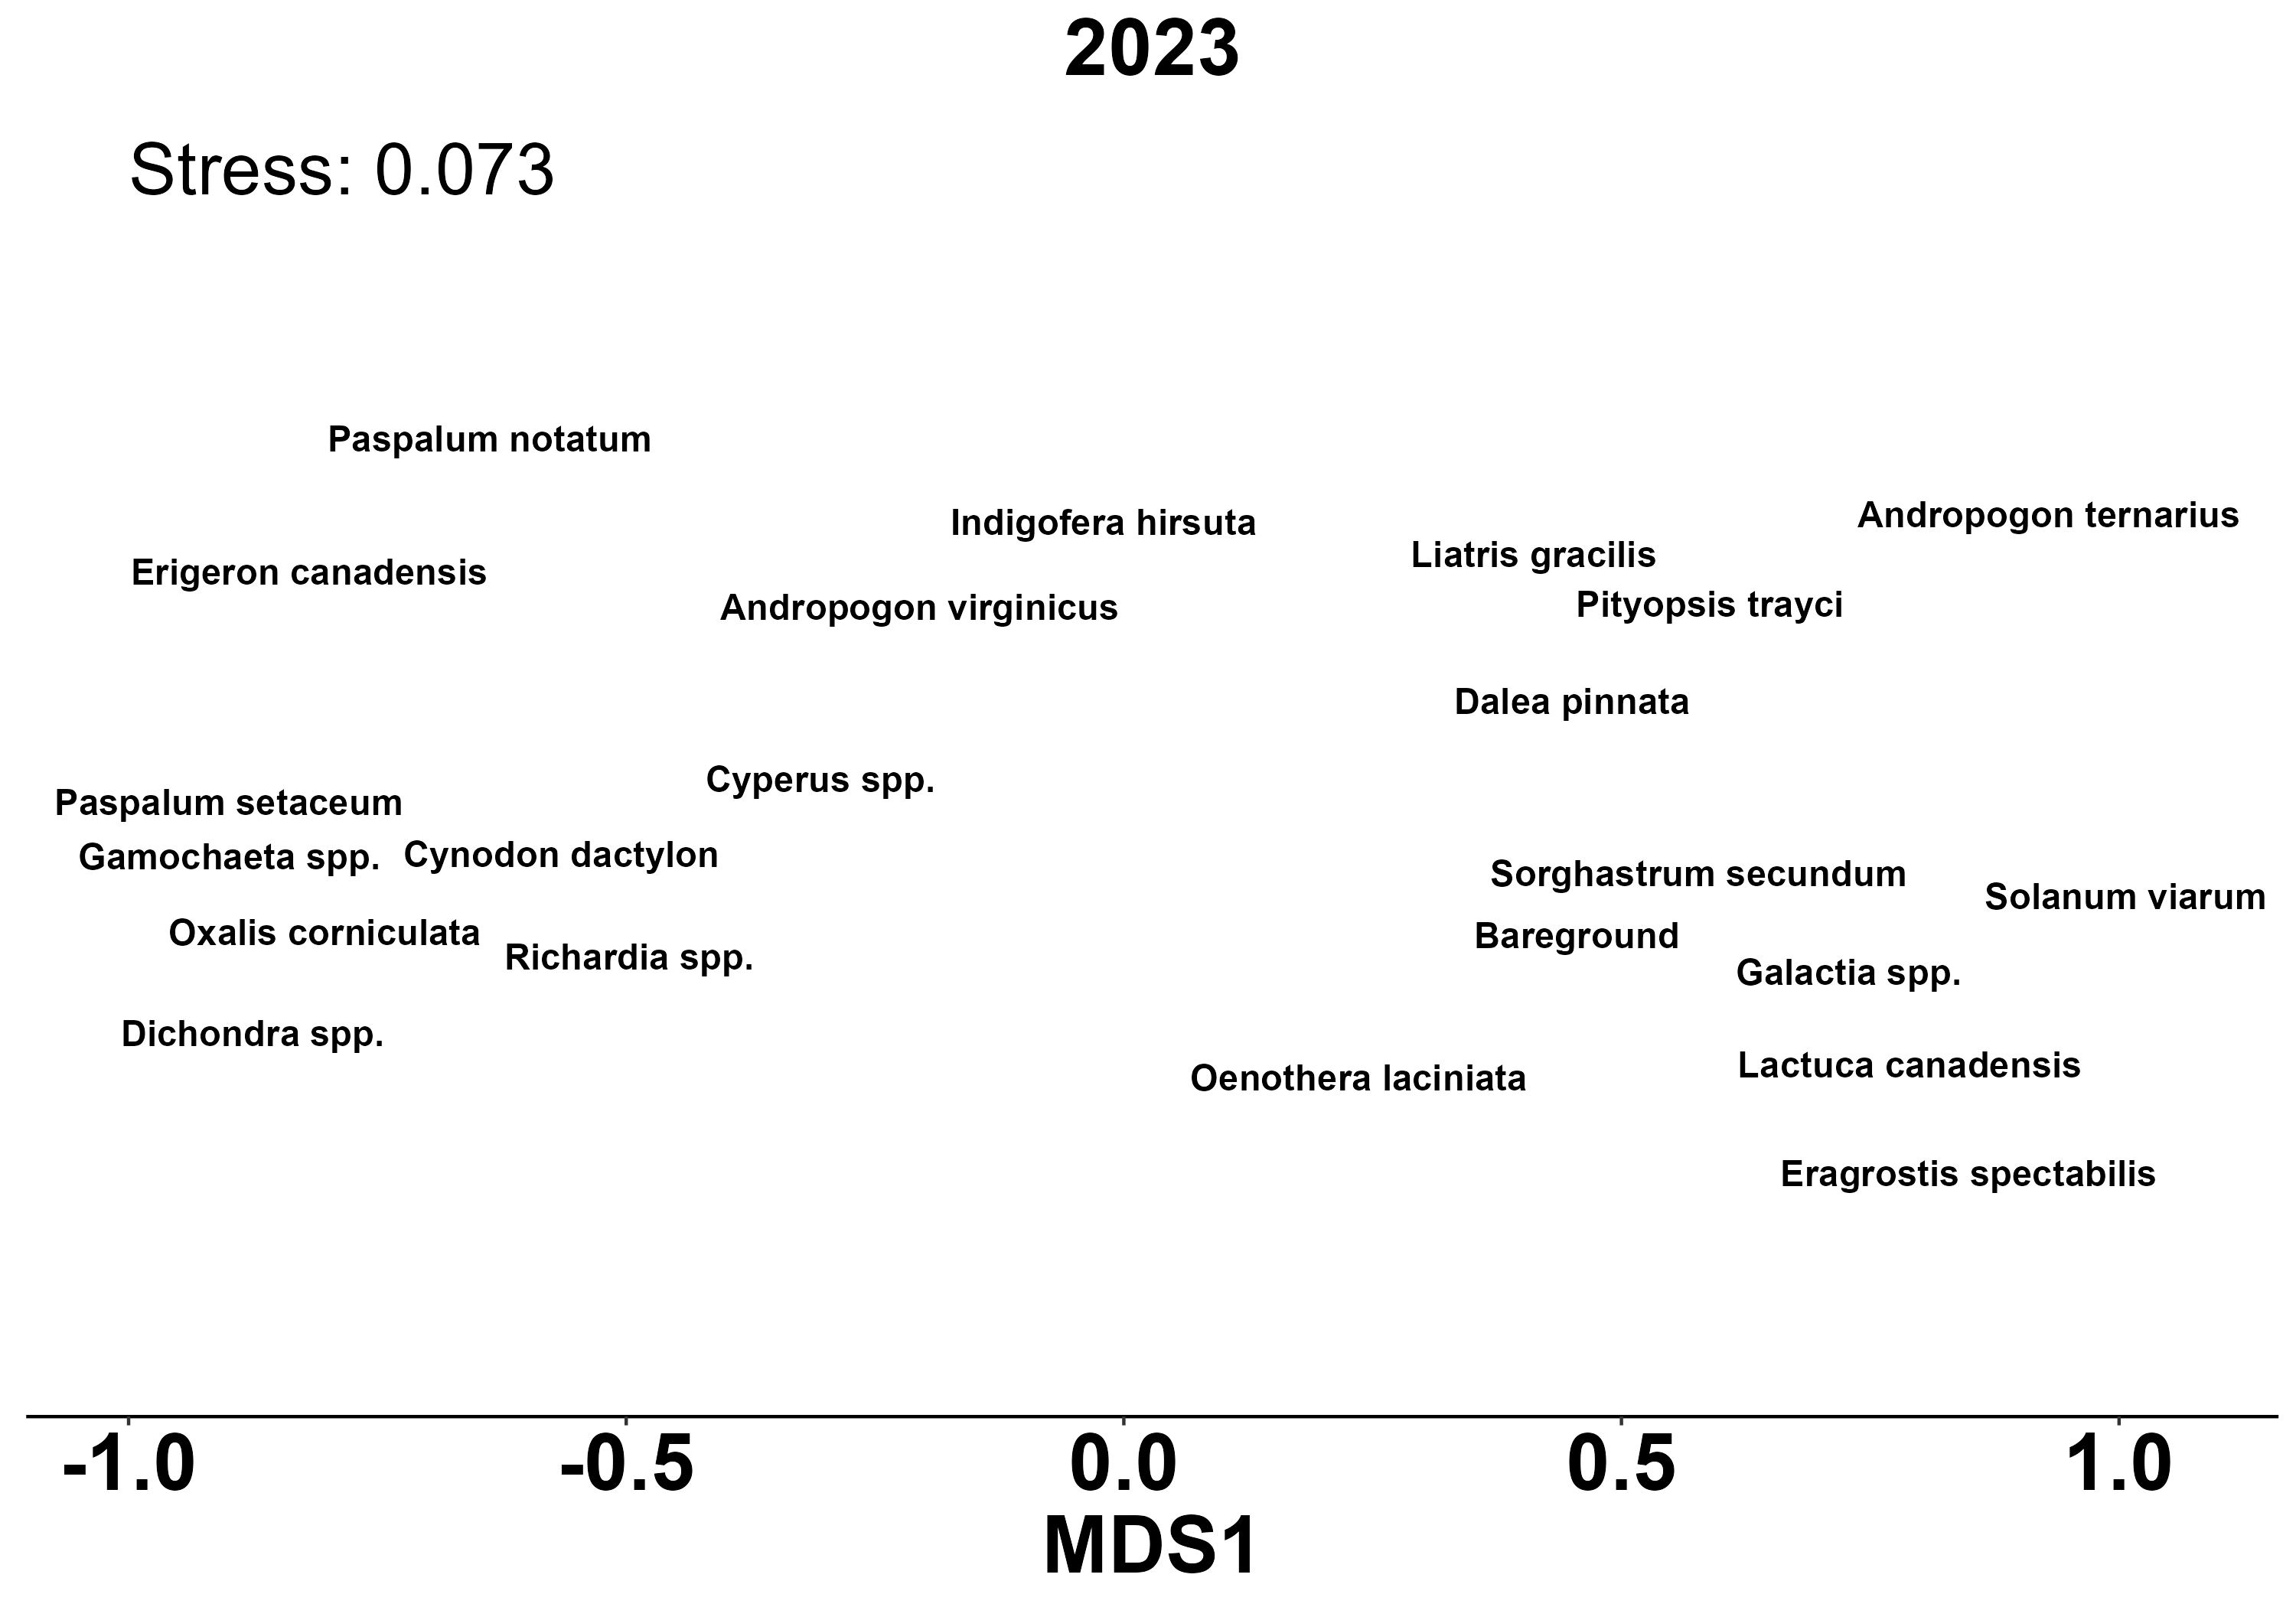 2023
Stress: 0.073
Paspalum notatum
Andropogon ternarius
Indigofera hirsuta
Liatris gracilis
Erigeron canadensis
Pityopsis trayci
Andropogon virginicus
Dalea pinnata
Cyperus spp.
Paspalum setaceum
Cynodon dactylon
Gamochaeta spp.
Sorghastrum secundum
Solanum viarum
Oxalis corniculata
Bareground
Richardia spp.
Galactia spp.
Dichondra spp.
Lactuca canadensis
Oenothera laciniata
Eragrostis spectabilis
-1.0 -0.5 0.0 0.5 1.0
MDS1